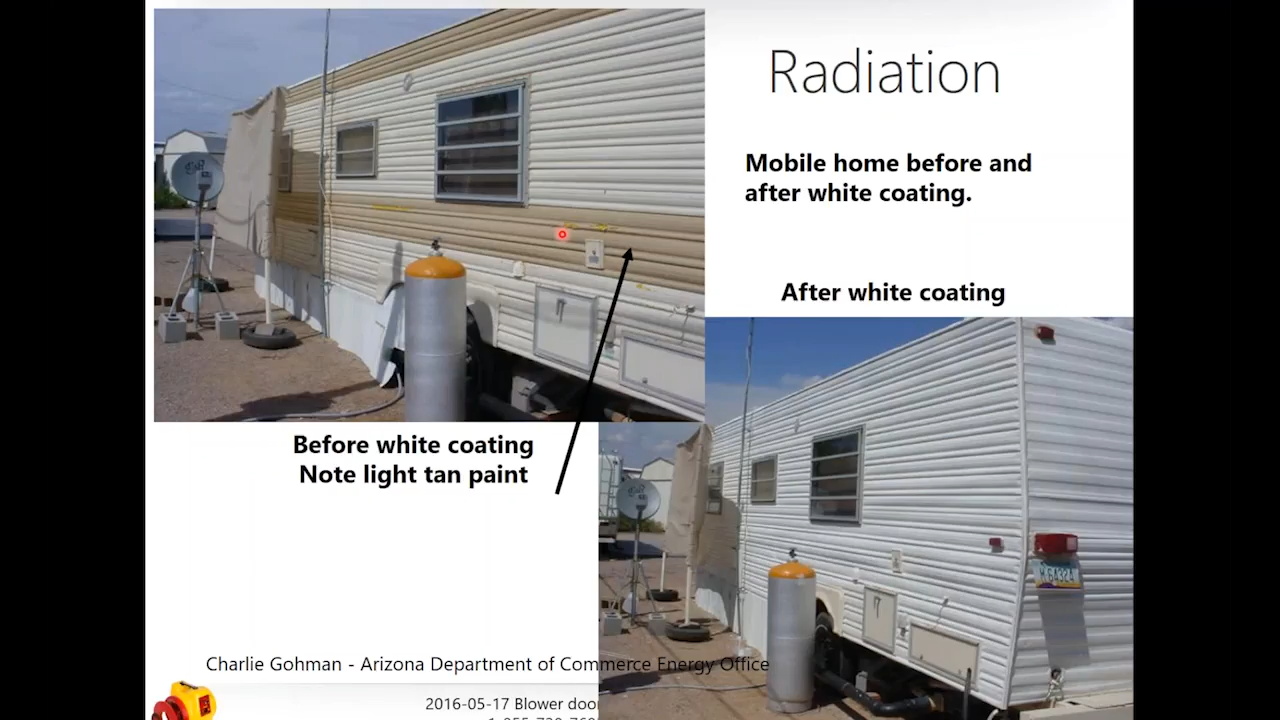 Radiation
Mobile home before and
after white coating.
After white coating
Before white coating
Note light tan paint
Charlie Gohman - Arizona Department of Commerce Energy Office
2016-05-17 Blower door